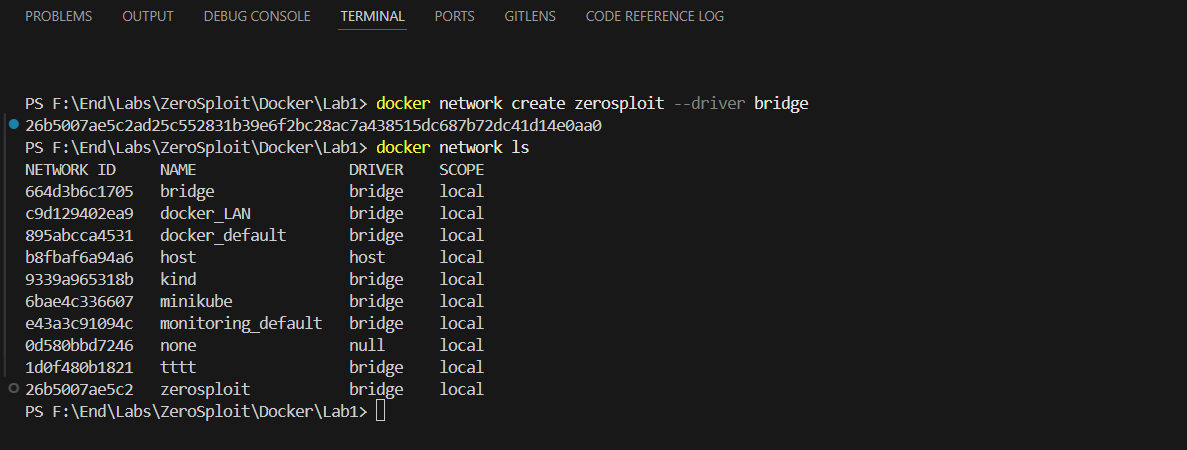 PROBLEMS OUTPUT DEBUG CONSOLE TERMINAL PORTS GITLENS CODE REFERENCE LOG
PS F:\End\Labs\ZeroSploit\Docker\Lab1> docker network create zerosploit --driver bridge
26b5007ae5c2ad25c552831b39e6f2bc28ac7a438515dc687b72dc41d14e0aa0
PS F:\End\Labs\ZeroSploit\Docker\Lab1> docker network ls
NETWORK ID     NAME                 DRIVER    SCOPE
664d3b6c1705   bridge               bridge    local
c9d129402ea9   docker_LAN           bridge    local
895abcca4531   docker_default       bridge    local
b8fbaf6a94a6   host                 host      local
9339a965318b   kind                 bridge    local
6bae4c336607   minikube             bridge    local
e43a3c91094c   monitoring_default   bridge    local
0d580bbd7246   none                 null      local
1d0f480b1821   tttt                 bridge    local
26b5007ae5c2   zerosploit           bridge    local
PS F:\End\Labs\ZeroSploit\Docker\Lab1>